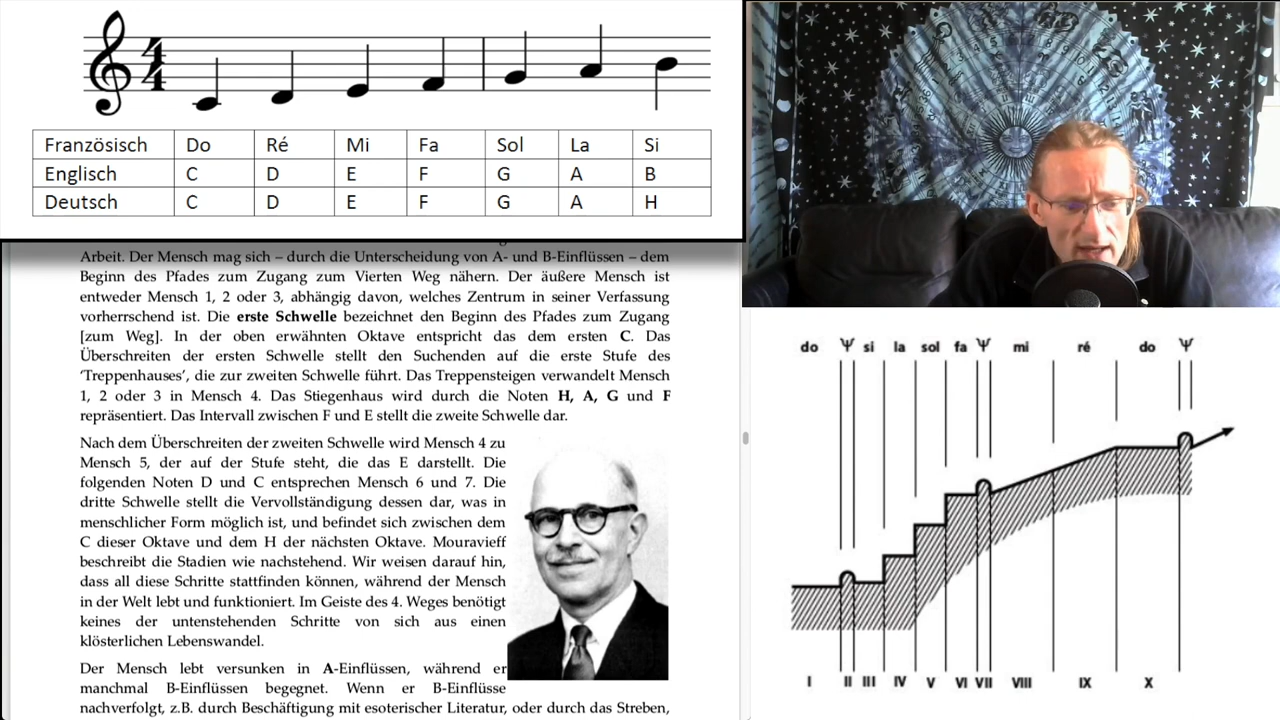 4
4
Französisch Do Ré Mi Fa Sol La Si
Englisch C D E F G A B
Deutsch C D E F G A H
Arbeit. Der Mensch mag sich – durch die Unterscheidung von A- und B-Einflüssen – dem
Beginn des Pfades zum Zugang zum Vierten Weg nähern. Der äußere Mensch ist
entweder Mensch 1, 2 oder 3, abhängig davon, welches Zentrum in seiner Verfassung
vorherrschend ist. Die erste Schwelle bezeichnet den Beginn des Pfades zum Zugang
[zum Weg]. In der oben erwähnten Oktave entspricht das dem ersten C. Das
Überschreiten der ersten Schwelle stellt den Suchenden auf die erste Stufe des
‘Treppenhauses’, die zur zweiten Schwelle führt. Das Treppensteigen verwandelt Mensch
1, 2 oder 3 in Mensch 4. Das Stiegenhaus wird durch die Noten H, A, G und F
repräsentiert. Das Intervall zwischen F und E stellt die zweite Schwelle dar.
Nach dem Überschreiten der zweiten Schwelle wird Mensch 4 zu
Mensch 5, der auf der Stufe steht, die das E darstellt. Die
folgenden Noten D und C entsprechen Mensch 6 und 7. Die
dritte Schwelle stellt die Vervollständigung dessen dar, was in
menschlicher Form möglich ist, und befindet sich zwischen dem
C dieser Oktave und dem H der nächsten Oktave. Mouravieff
beschreibt die Stadien wie nachstehend. Wir weisen darauf hin,
dass all diese Schritte stattfinden können, während der Mensch
in der Welt lebt und funktioniert. Im Geiste des 4. Weges benötigt
keines der untenstehenden Schritte von sich aus einen
klösterlichen Lebenswandel.
Der Mensch lebt versunken in A-Einflüssen, während er
manchmal B-Einflüssen begegnet. Wenn er B-Einflüsse
nachverfolgt, z.B. durch Beschäftigung mit esoterischer Literatur, oder durch das Streben,
do Ψ si la sol fa Ψ mi ré do Ψ
I II III IV V VI VII VIII IX X